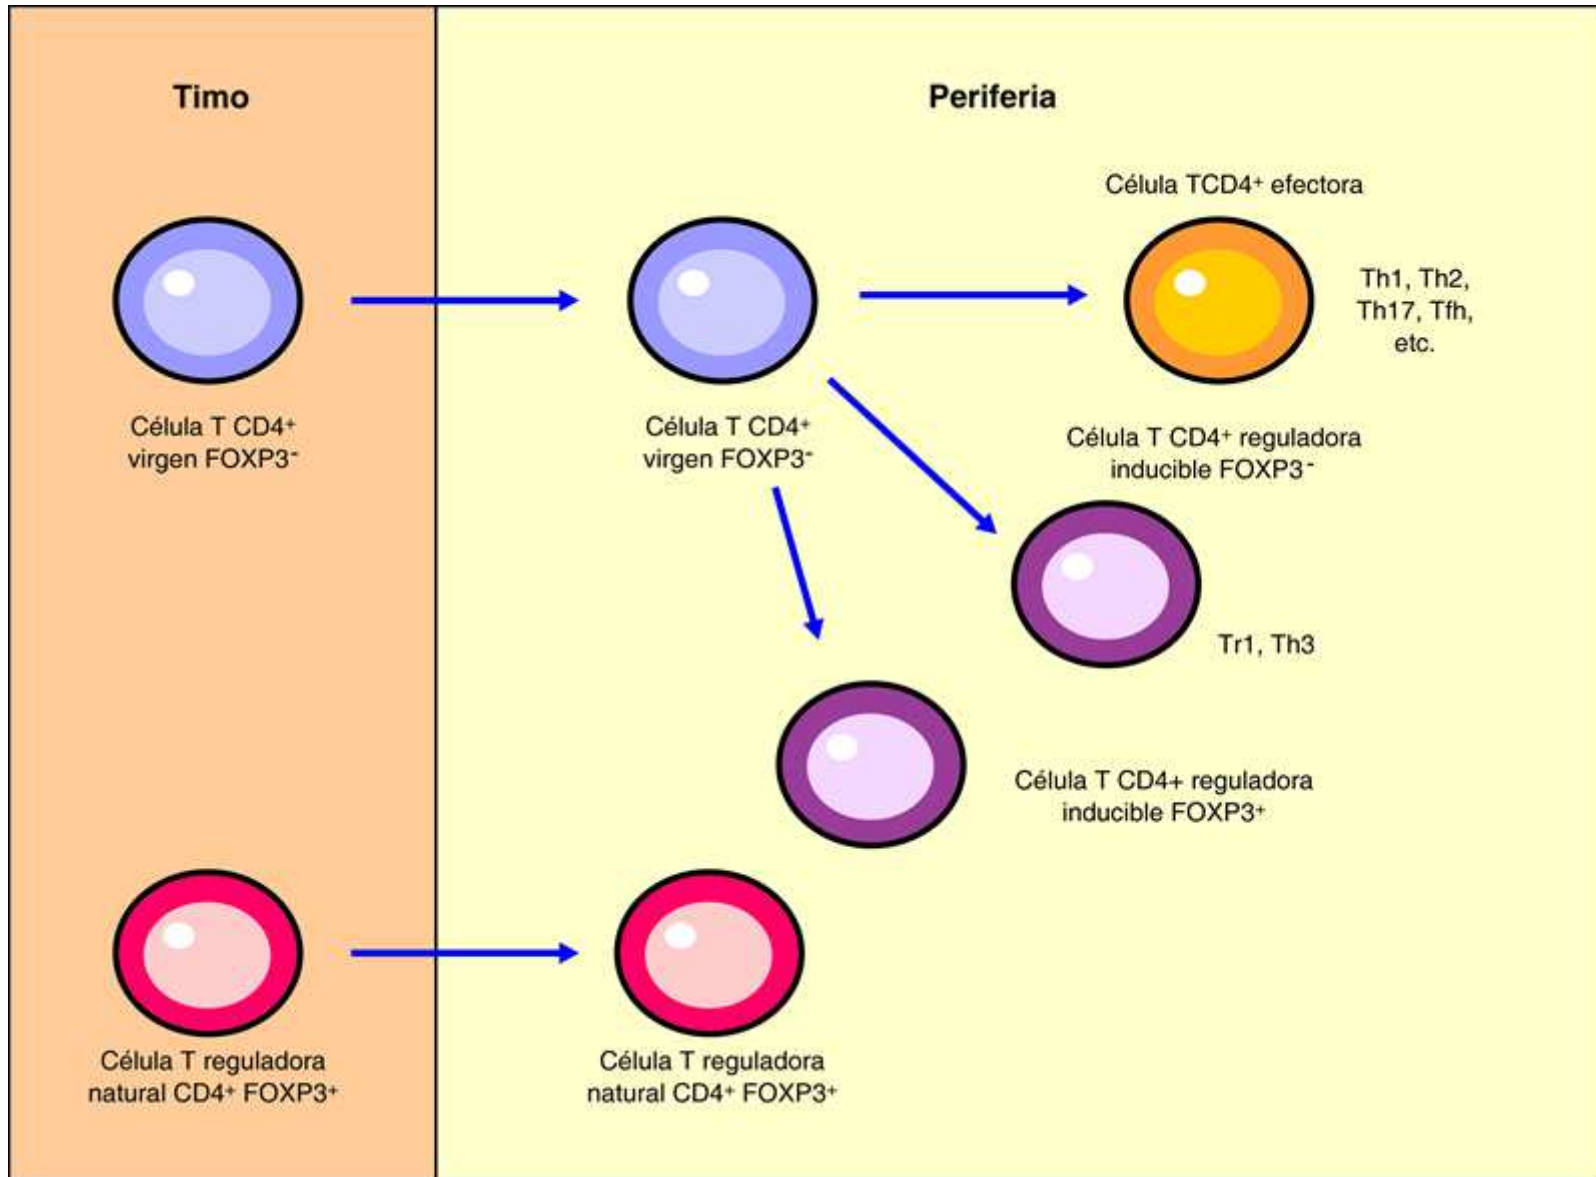 Timo
Periferia
Célula TCD4⁺ efectora
Th1, Th2,
Th17, Tfh,
etc.
Célula T CD4⁺
virgen FOXP3⁻
Célula T CD4⁺
virgen FOXP3⁻
Célula T CD4⁺ reguladora
inducible FOXP3⁻
Tr1, Th3
Célula T CD4+ reguladora
inducible FOXP3⁺
Célula T reguladora
natural CD4⁺ FOXP3⁺
Célula T reguladora
natural CD4⁺ FOXP3⁺